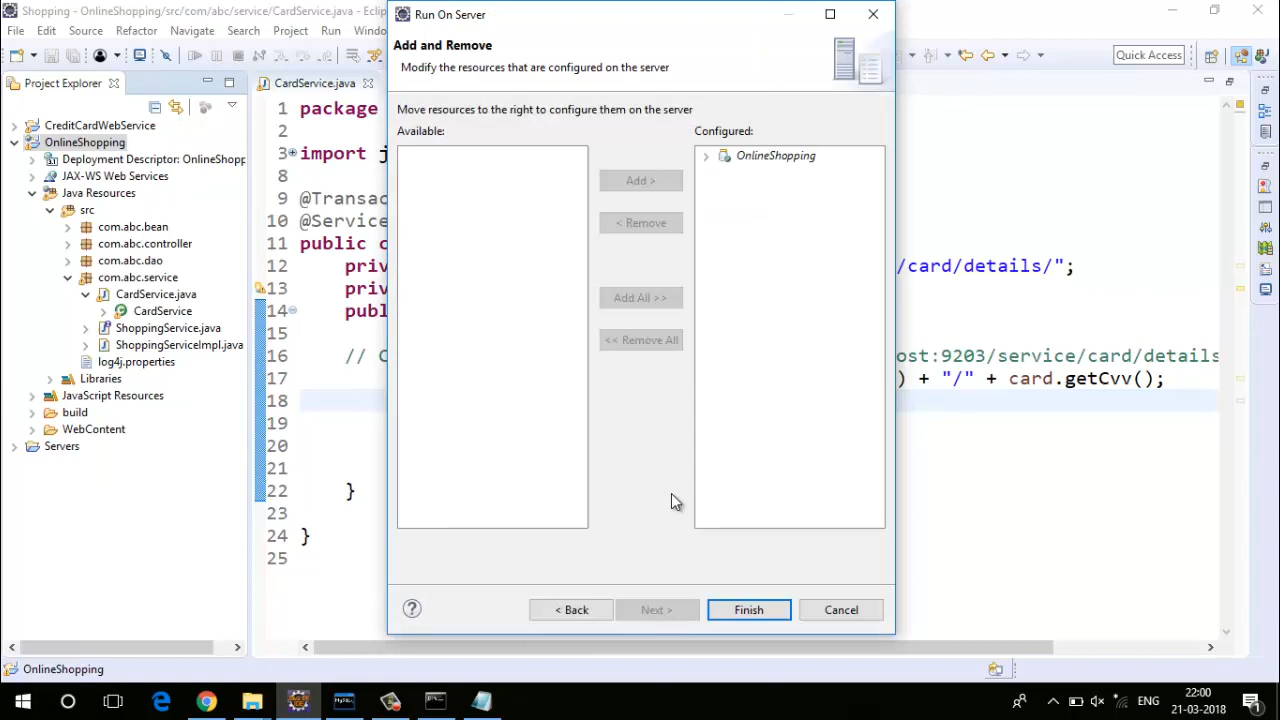 Shopping - OnlineShopping/src/com/abc/service/CardService.java - Eclip
File Edit Source Refactor Navigate Search Project Run Windo
Quick Access
Project Explorer
CreditCardWebService
OnlineShopping
Deployment Descriptor: OnlineShopp
JAX-WS Web Services
Java Resources
src
com.abc.bean
com.abc.controller
com.abc.dao
com.abc.service
CardService.java
CardService
ShoppingService.java
ShoppingServiceImpl.java
log4j.properties
Libraries
JavaScript Resources
build
WebContent
Servers
CardService.java
1 package
2
3 import j
8
9 @Transac
10 @Service
11 public c
12 priv /card/details/";
13 priv
14 publ
15
16 // C ost:9203/service/card/details
17 ) + "/" + card.getCvv();
18
19
20
21
22 }
23
24 }
25
Run On Server
Add and Remove
Modify the resources that are configured on the server
Move resources to the right to configure them on the server
Available:
Configured:
OnlineShopping
Add >
< Remove
Add All >>
<< Remove All
?
< Back Next > Finish Cancel
OnlineShopping
ENG
22:00
21-03-2018
1